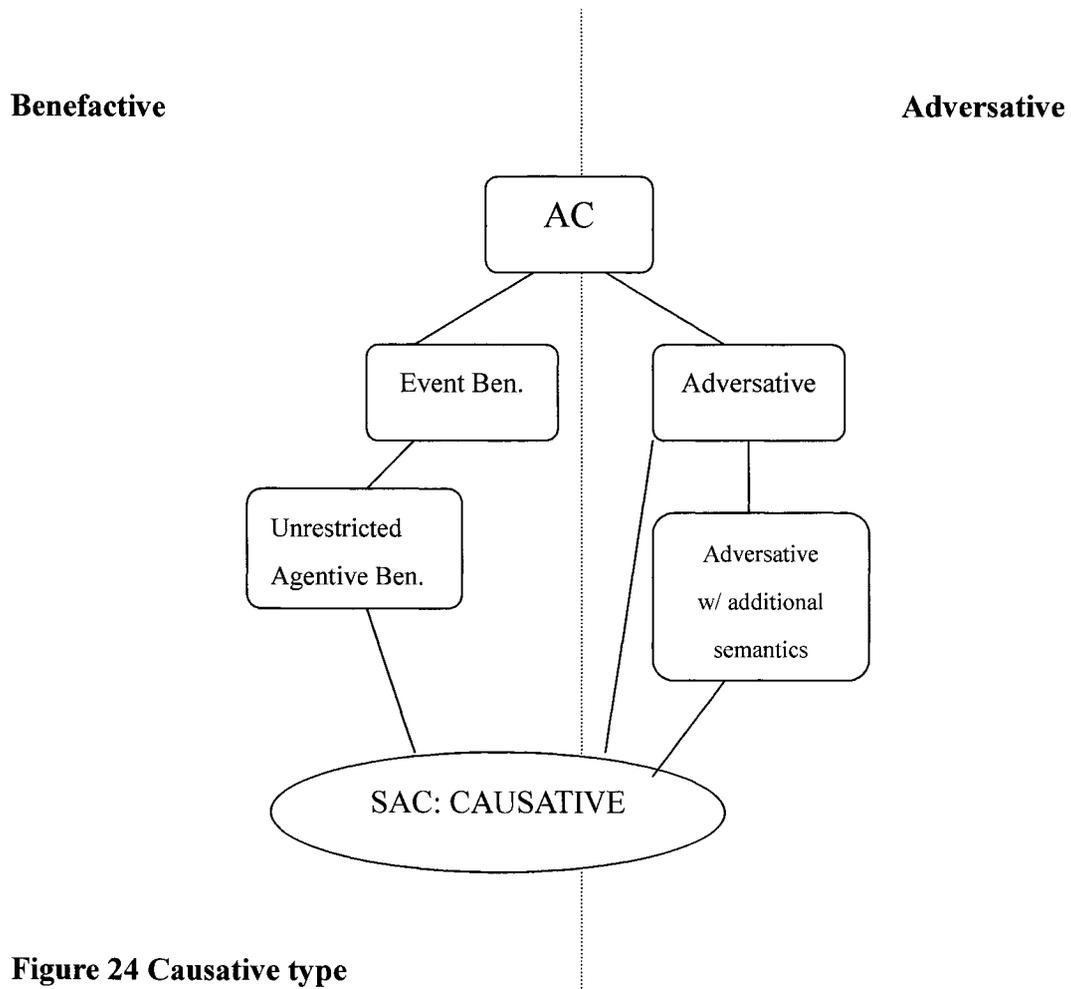 Benefactive
Adversative
AC
Event Ben.
Adversative
Unrestricted
Agentive Ben.
Adversative
w/ additional
semantics
SAC: CAUSATIVE
Figure 24 Causative type